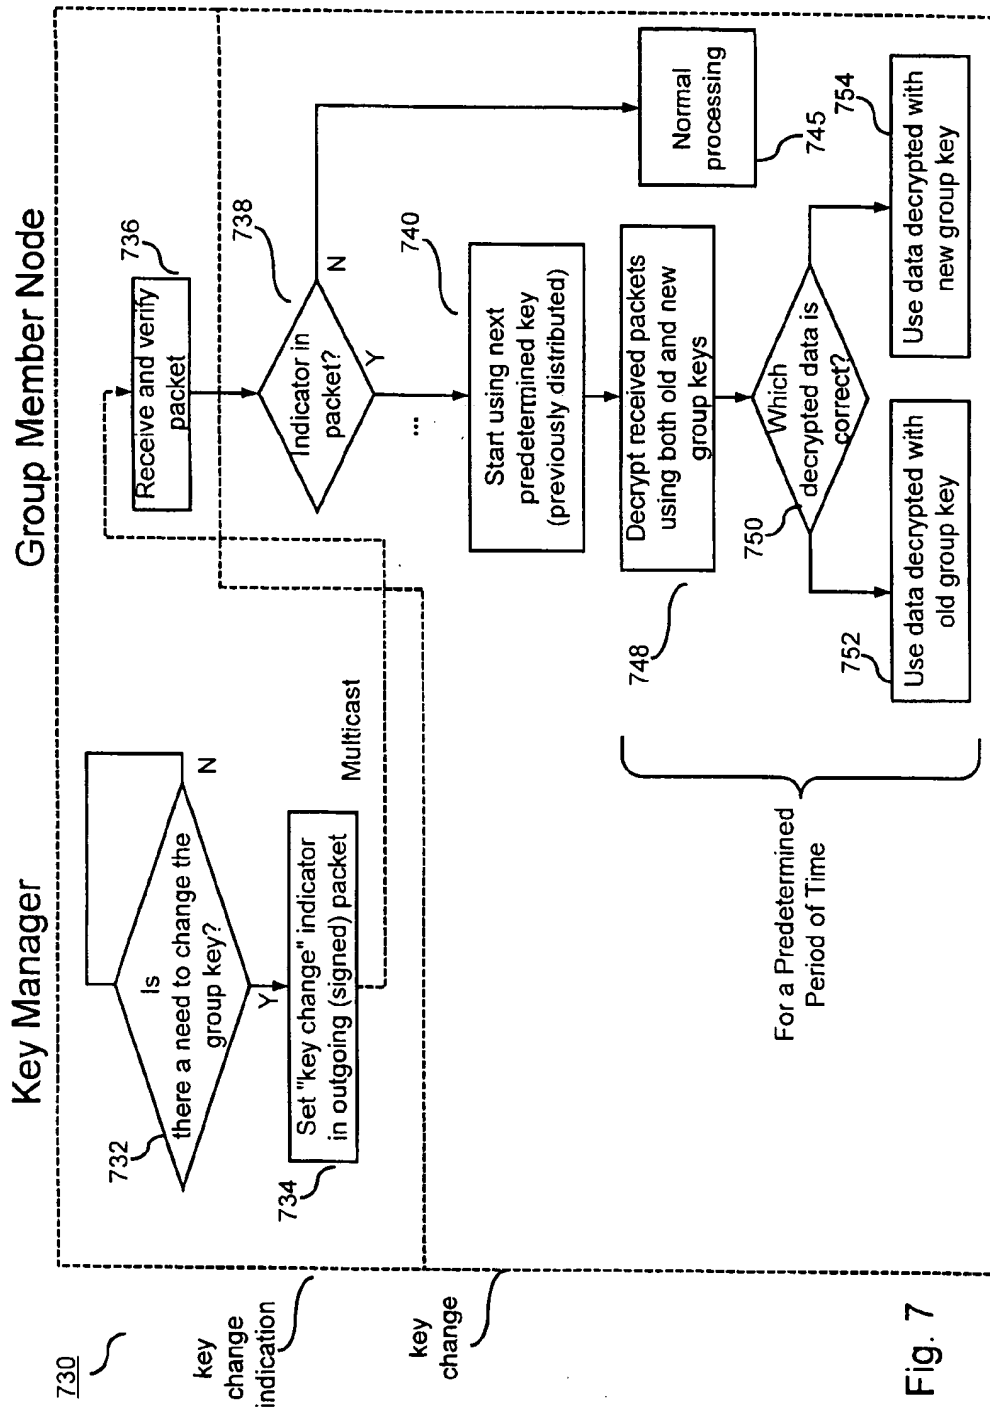 Key Manager
Group Member Node
730
key
change
indication
key
change
732
Is
there a need to change the
group key?
N
Y
734
Set "key change" indicator
in outgoing (signed) packet
Multicast
736
Receive and verify
packet
738
Indicator in
packet?
N
Y
...
740
Start using next
predetermined key
(previously distributed)
Normal
processing
745
748
Decrypt received packets
using both old and new
group keys
750
Which
decrypted data is
correct?
752
Use data decrypted with
old group key
754
Use data decrypted with
new group key
For a Predetermined
Period of Time
Fig. 7